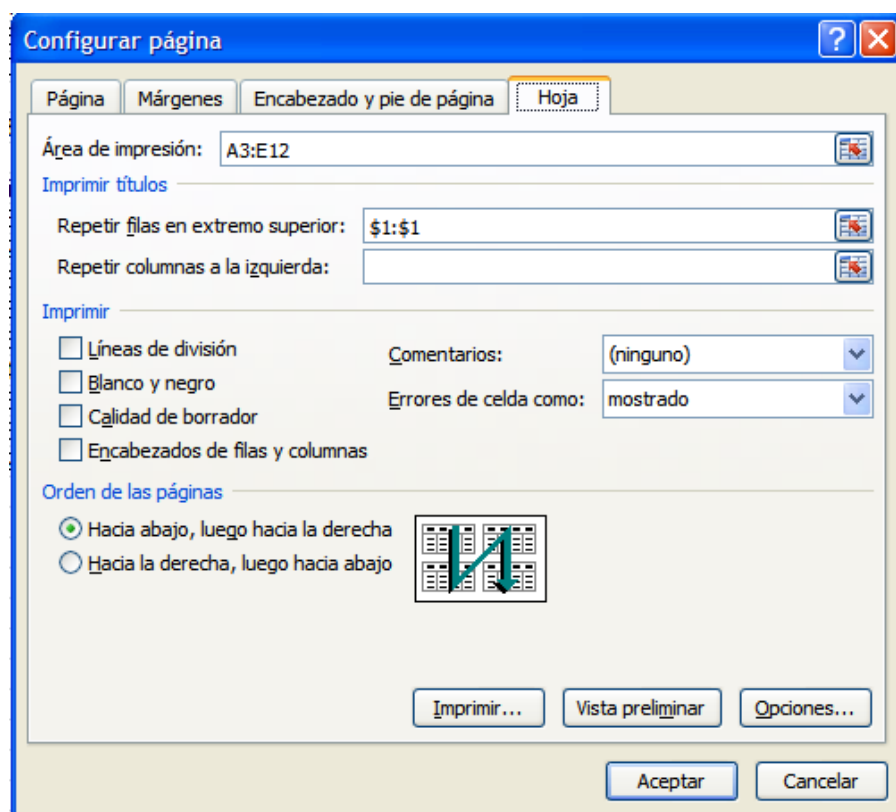 Configurar página
Página Márgenes Encabezado y pie de página Hoja
Área de impresión: A3:E12
Imprimir títulos
Repetir filas en extremo superior: $1:$1
Repetir columnas a la izquierda:
Imprimir
Líneas de división Comentarios: (ninguno)
Blanco y negro
Errores de celda como: mostrado
Calidad de borrador
Encabezados de filas y columnas
Orden de las páginas
Hacia abajo, luego hacia la derecha
Hacia la derecha, luego hacia abajo
Imprimir... Vista preliminar Opciones...
Aceptar Cancelar